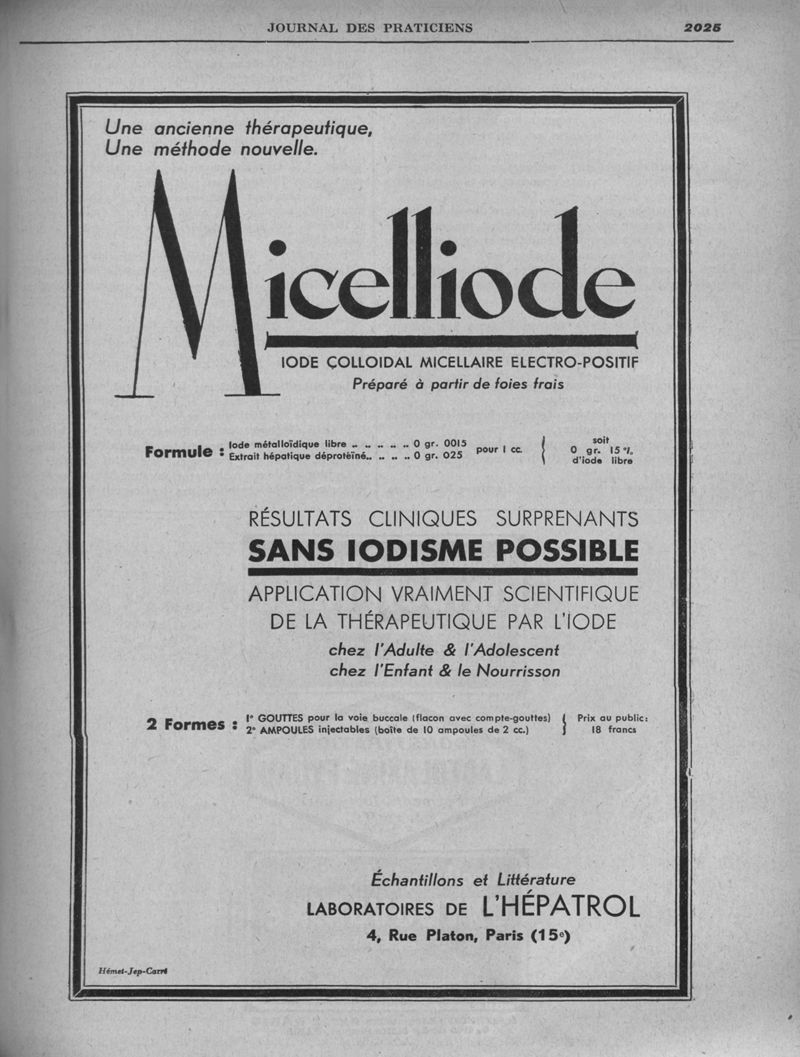 JOURNAL DES PRATICIENS 2025
Une ancienne thérapeutique,
Une méthode nouvelle.
Micelliode
IODE COLLOIDAL MICELLAIRE ELECTRO-POSITIF
Préparé à partir de foies frais
Formule :
Iode métalloïdique libre .. .. .. .. .. 0 gr. 0015
Extrait hépatique déprotéïné.. .. .. .. 0 gr. 025
pour 1 cc.
soit
0 gr. 15 %
d'iode libre
RÉSULTATS CLINIQUES SURPRENANTS
SANS IODISME POSSIBLE
APPLICATION VRAIMENT SCIENTIFIQUE
DE LA THÉRAPEUTIQUE PAR L'IODE
chez l'Adulte & l'Adolescent
chez l'Enfant & le Nourrisson
2 Formes :
1° GOUTTES pour la voie buccale (flacon avec compte-gouttes)
2° AMPOULES injectables (boîte de 10 ampoules de 2 cc.)
Prix au public:
18 francs
Échantillons et Littérature
LABORATOIRES DE L'HÉPATROL
4, Rue Platon, Paris (15e)
Hémet-Jep-Carré